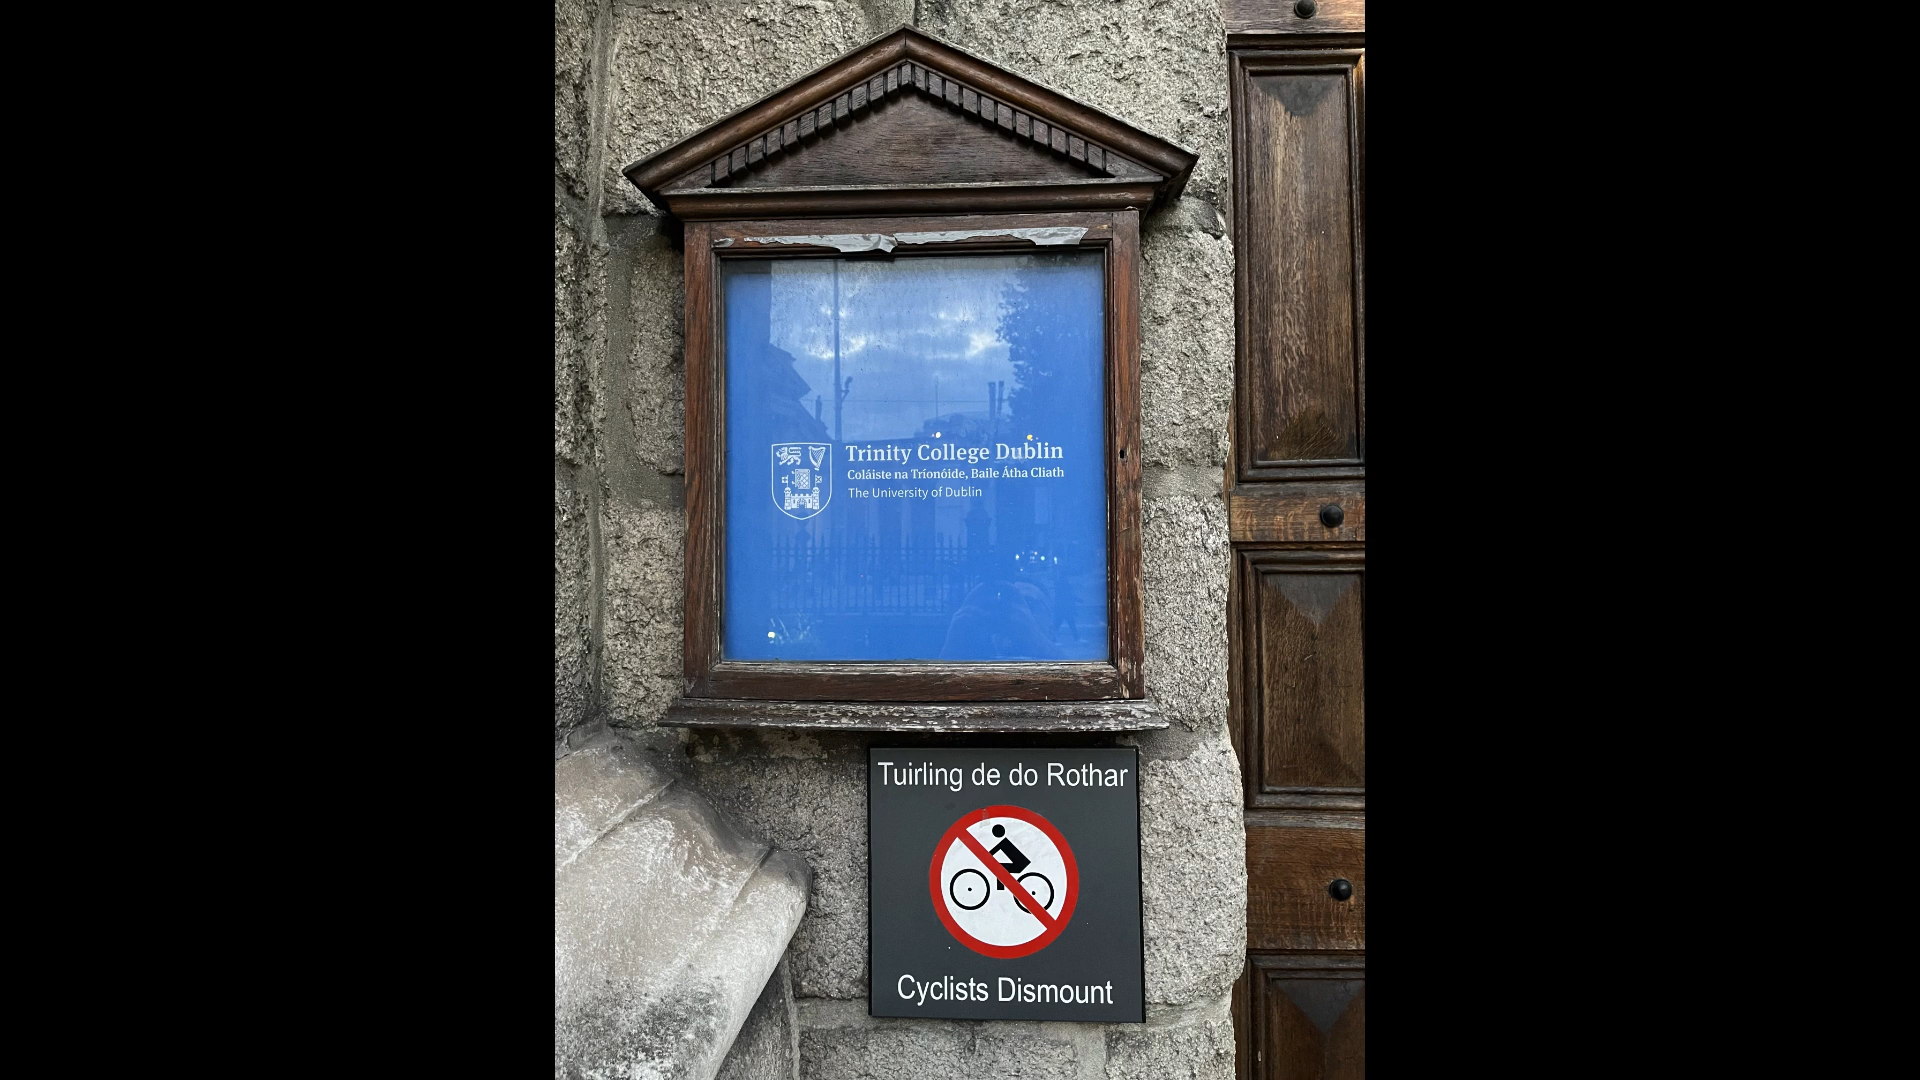 Trinity College Dublin
Coláiste na Tríonóide, Baile Átha Cliath
The University of Dublin
Tuirling de do Rothar
Cyclists Dismount